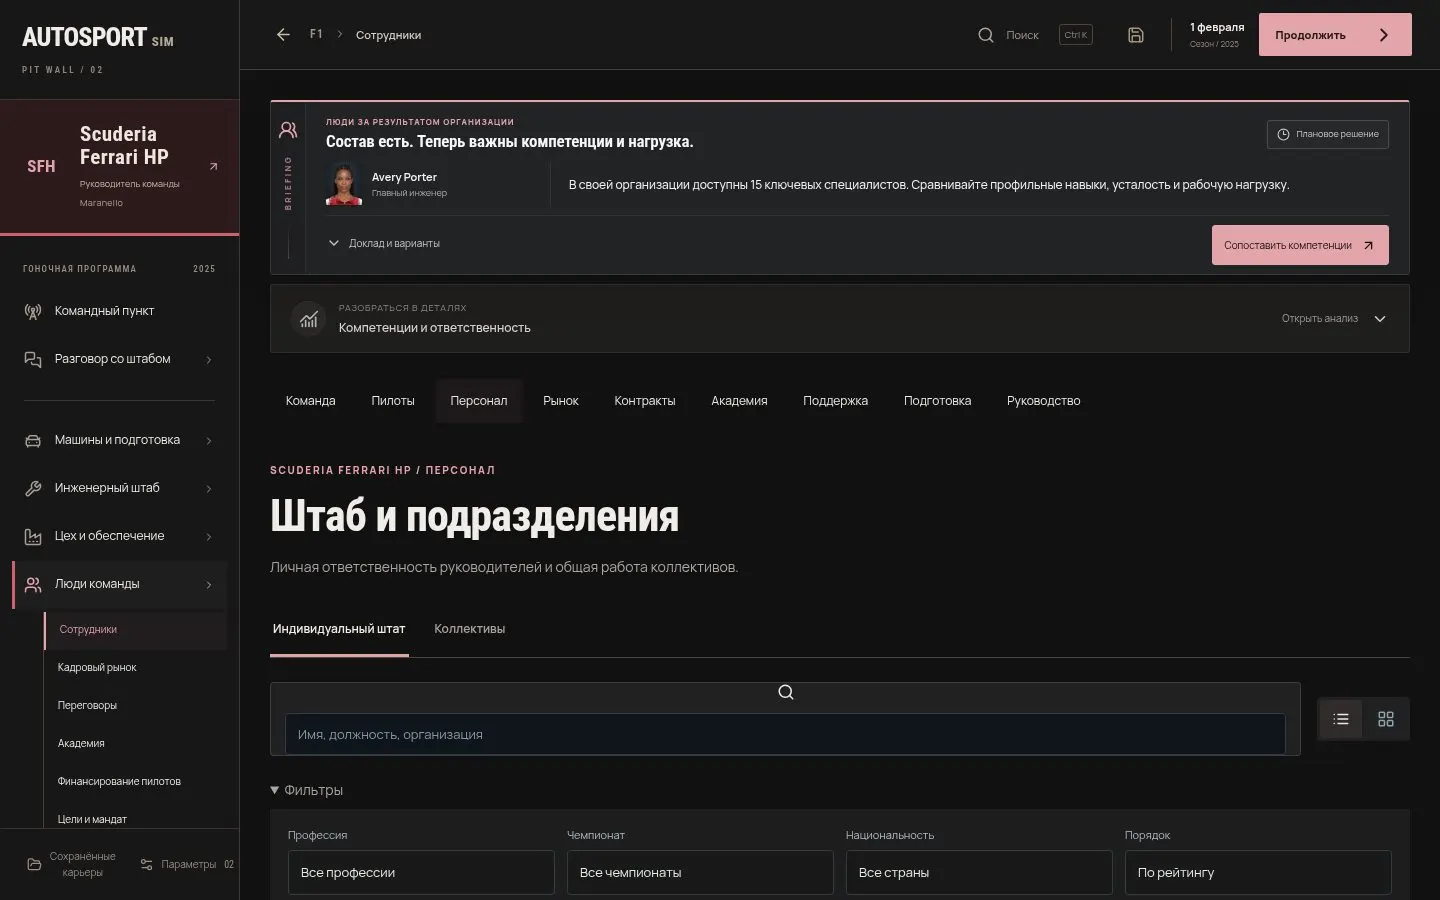 AUTOSPORT SIM
PIT WALL / 02
SFH
Scuderia
Ferrari HP
Руководитель команды
Maranello
ГОНОЧНАЯ ПРОГРАММА 2025
Командный пункт
Разговор со штабом
Машины и подготовка
Инженерный штаб
Цех и обеспечение
Люди команды
Сотрудники
Кадровый рынок
Переговоры
Академия
Финансирование пилотов
Цели и мандат
Сохранённые
карьеры
Параметры 02
F1 Сотрудники
Поиск Ctrl K
1 февраля
Сезон / 2025
Продолжить
BRIEFING
ЛЮДИ ЗА РЕЗУЛЬТАТОМ ОРГАНИЗАЦИИ
Состав есть. Теперь важны компетенции и нагрузка.
Плановое решение
Avery Porter
Главный инженер
В своей организации доступны 15 ключевых специалистов. Сравнивайте профильные навыки, усталость и рабочую нагрузку.
Доклад и варианты
Сопоставить компетенции
РАЗОБРАТЬСЯ В ДЕТАЛЯХ
Компетенции и ответственность
Открыть анализ
Команда Пилоты Персонал Рынок Контракты Академия Поддержка Подготовка Руководство
SCUDERIA FERRARI HP / ПЕРСОНАЛ
Штаб и подразделения
Личная ответственность руководителей и общая работа коллективов.
Индивидуальный штат Коллективы
Имя, должность, организация
Фильтры
Профессия Чемпионат Национальность Порядок
Все профессии Все чемпионаты Все страны По рейтингу